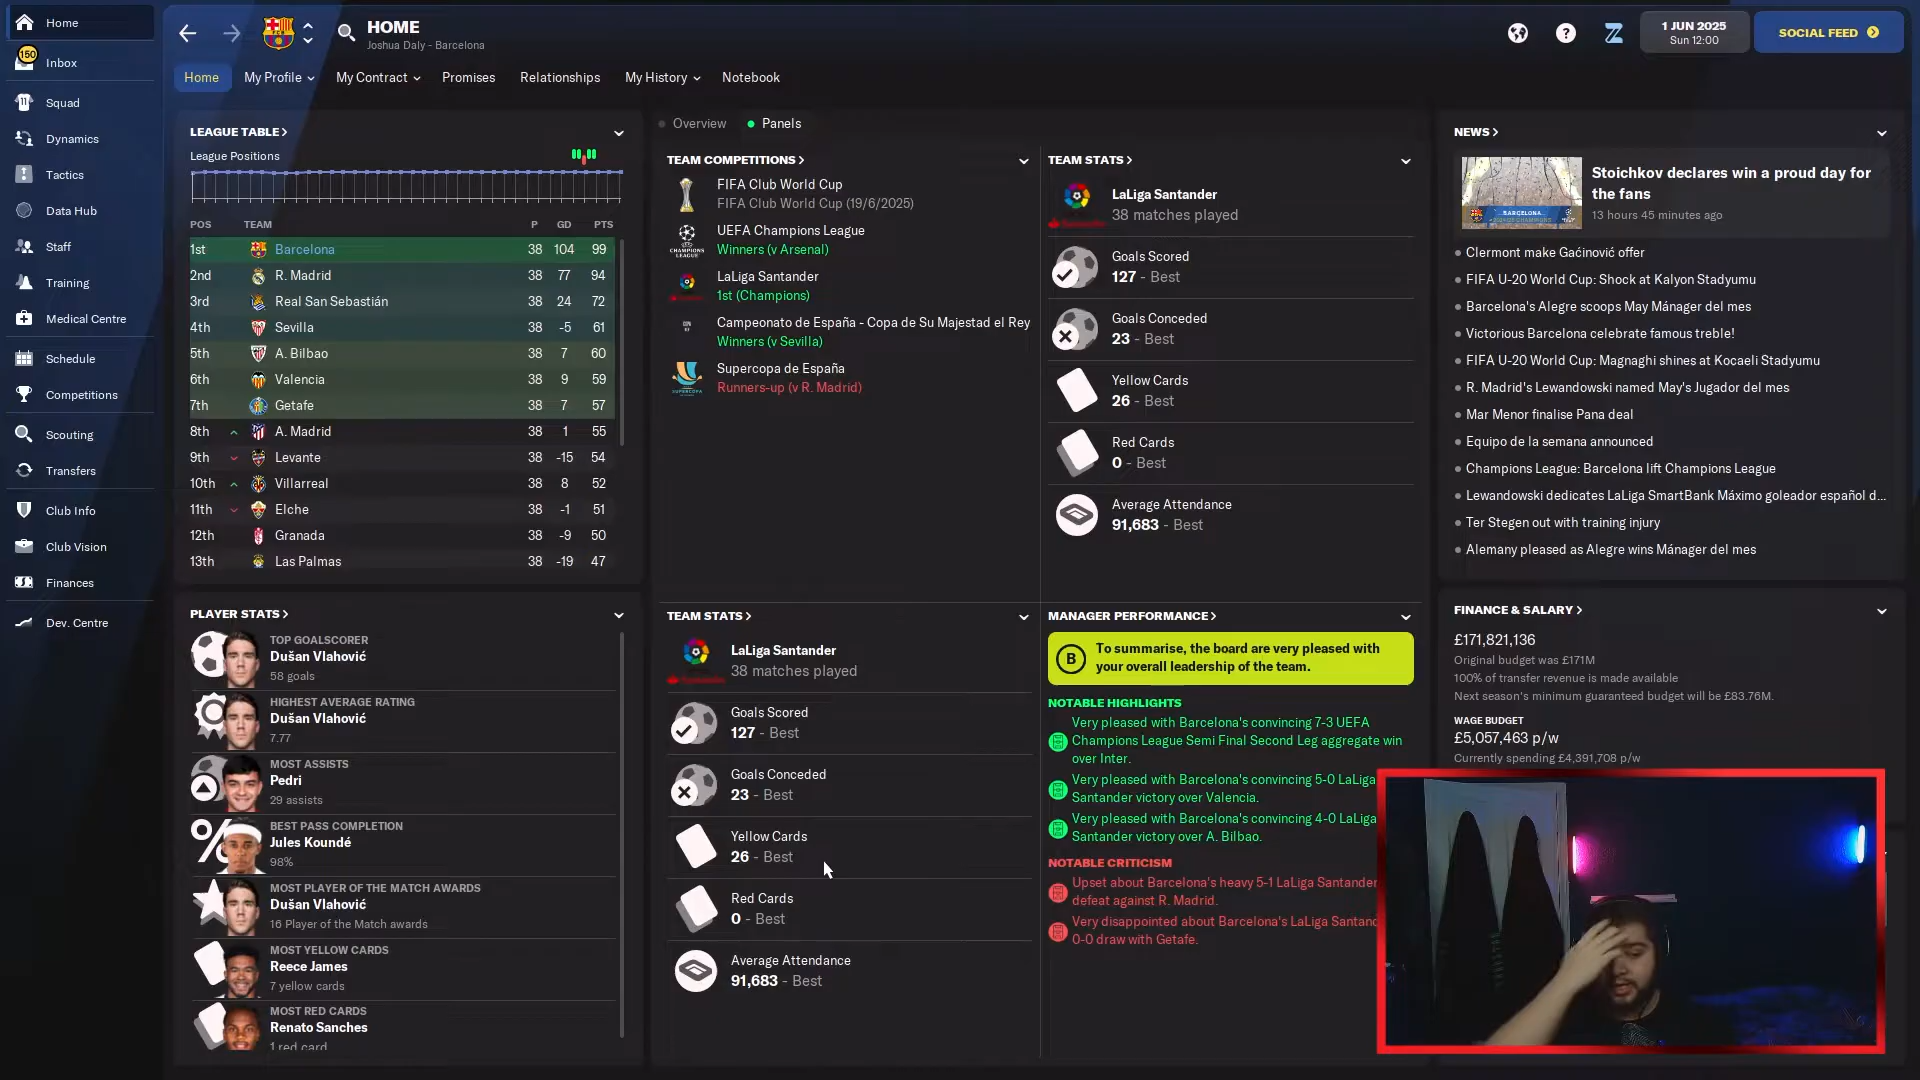 Home
150
Inbox
Squad
Dynamics
Tactics
Data Hub
Staff
Training
Medical Centre
Schedule
Competitions
Scouting
Transfers
Club Info
Club Vision
Finances
Dev. Centre
HOME
Joshua Daly - Barcelona
1 JUN 2025
Sun 12:00
SOCIAL FEED
Home My Profile My Contract Promises Relationships My History Notebook
LEAGUE TABLE >
League Positions
POS TEAM P GD PTS
1st Barcelona 38 104 99
2nd R. Madrid 38 77 94
3rd Real San Sebastián 38 24 72
4th Sevilla 38 -5 61
5th A. Bilbao 38 7 60
6th Valencia 38 9 59
7th Getafe 38 7 57
8th A. Madrid 38 1 55
9th Levante 38 -15 54
10th Villarreal 38 8 52
11th Elche 38 -1 51
12th Granada 38 -9 50
13th Las Palmas 38 -19 47
PLAYER STATS >
TOP GOALSCORER
Dušan Vlahović
58 goals
HIGHEST AVERAGE RATING
Dušan Vlahović
7.77
MOST ASSISTS
Pedri
29 assists
BEST PASS COMPLETION
Jules Koundé
98%
MOST PLAYER OF THE MATCH AWARDS
Dušan Vlahović
16 Player of the Match awards
MOST YELLOW CARDS
Reece James
7 yellow cards
MOST RED CARDS
Renato Sanches
1 red card
Overview Panels
TEAM COMPETITIONS >
FIFA Club World Cup
FIFA Club World Cup (19/6/2025)
UEFA Champions League
Winners (v Arsenal)
LaLiga Santander
1st (Champions)
Campeonato de España - Copa de Su Majestad el Rey
Winners (v Sevilla)
Supercopa de España
Runners-up (v R. Madrid)
TEAM STATS >
LaLiga Santander
38 matches played
Goals Scored
127 - Best
Goals Conceded
23 - Best
Yellow Cards
26 - Best
Red Cards
0 - Best
Average Attendance
91,683 - Best
TEAM STATS >
LaLiga Santander
38 matches played
Goals Scored
127 - Best
Goals Conceded
23 - Best
Yellow Cards
26 - Best
Red Cards
0 - Best
Average Attendance
91,683 - Best
MANAGER PERFORMANCE >
B
To summarise, the board are very pleased with
your overall leadership of the team.
NOTABLE HIGHLIGHTS
Very pleased with Barcelona's convincing 7-3 UEFA
Champions League Semi Final Second Leg aggregate win
over Inter.
Very pleased with Barcelona's convincing 5-0 LaLiga
Santander victory over Valencia.
Very pleased with Barcelona's convincing 4-0 LaLiga
Santander victory over A. Bilbao.
NOTABLE CRITICISM
Upset about Barcelona's heavy 5-1 LaLiga Santander
defeat against R. Madrid.
Very disappointed about Barcelona's LaLiga Santand
0-0 draw with Getafe.
NEWS >
BARCELONA
Stoichkov declares win a proud day for
the fans
13 hours 45 minutes ago
Clermont make Gaćinović offer
FIFA U-20 World Cup: Shock at Kalyon Stadyumu
Barcelona's Alegre scoops May Mánager del mes
Victorious Barcelona celebrate famous treble!
FIFA U-20 World Cup: Magnaghi shines at Kocaeli Stadyumu
R. Madrid's Lewandowski named May's Jugador del mes
Mar Menor finalise Pana deal
Equipo de la semana announced
Champions League: Barcelona lift Champions League
Lewandowski dedicates LaLiga SmartBank Máximo goleador español d...
Ter Stegen out with training injury
Alemany pleased as Alegre wins Mánager del mes
FINANCE & SALARY >
£171,821,136
Original budget was £171M
100% of transfer revenue is made available
Next season's minimum guaranteed budget will be £83.76M.
WAGE BUDGET
£5,057,463 p/w
Currently spending £4,391,708 p/w